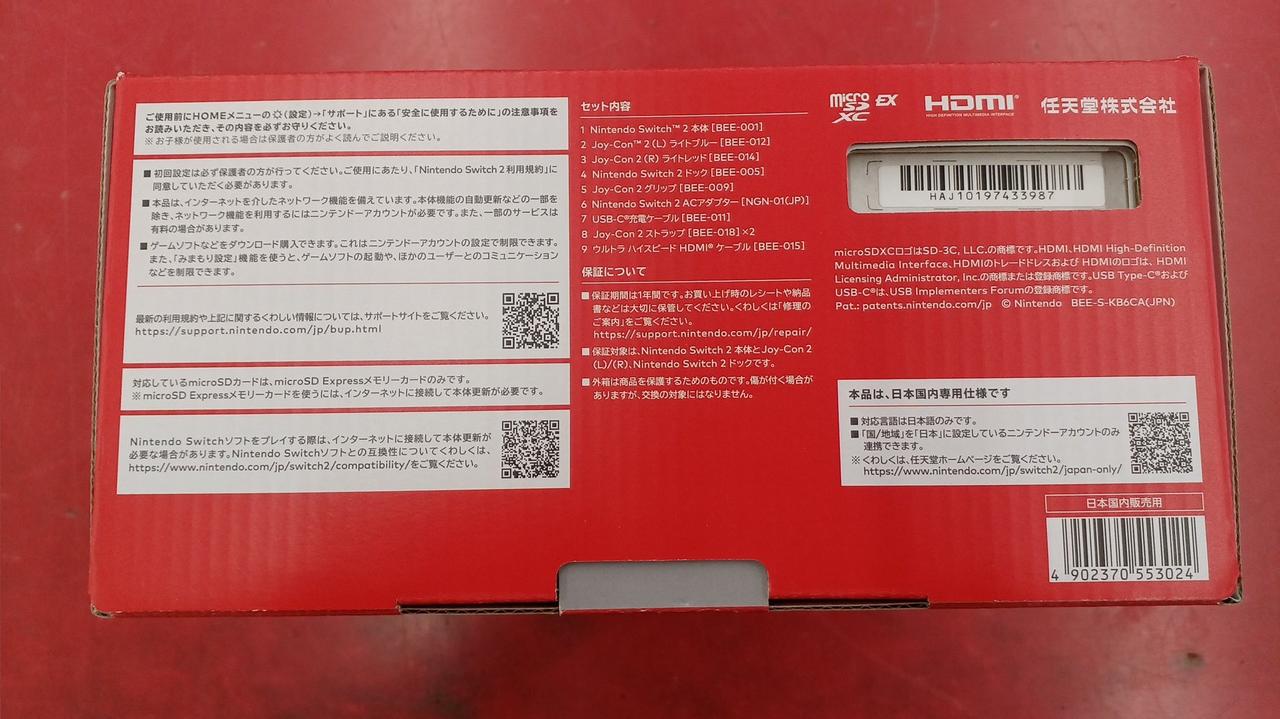 ご使用前にHOMEメニューの (設定)→「サポート」にある「安全に使用するために」の注意事項を
お読みいただき、その内容を必ずお守りください。
※お子様が使用される場合は保護者の方がよく読んでご説明ください。
■ 初回設定は必ず保護者の方が行ってください。ご使用にあたり、「Nintendo Switch 2 利用規約」に
同意していただく必要があります。
■ 本品は、インターネットを介したネットワーク機能を備えています。本体機能の自動更新などの一部を
除き、ネットワーク機能を利用するにはニンテンドーアカウントが必要です。また、一部のサービスは
有料の場合があります。
■ ゲームソフトなどをダウンロード購入できます。これはニンテンドーアカウントの設定で制限できます。
また、「みまもり設定」機能を使うと、ゲームソフトの起動や、ほかのユーザーとのコミュニケーション
などを制限できます。
最新の利用規約や上記に関するくわしい情報については、サポートサイトをご覧ください。
https://support.nintendo.com/jp/bup.html
対応しているmicroSDカードは、microSD Expressメモリーカードのみです。
※microSD Expressメモリーカードを使うには、インターネットに接続して本体更新が必要です。
Nintendo Switchソフトをプレイする際は、インターネットに接続して本体更新が
必要な場合があります。Nintendo Switchソフトとの互換性についてくわしくは、
https://www.nintendo.com/jp/switch2/compatibility/をご覧ください。
セット内容
1 Nintendo Switch™ 2 本体 [BEE-001]
2 Joy-Con™ 2 (L) ライトブルー [BEE-012]
3 Joy-Con 2 (R) ライトレッド [BEE-014]
4 Nintendo Switch 2 ドック [BEE-005]
5 Joy-Con 2 グリップ [BEE-009]
6 Nintendo Switch 2 ACアダプター [NGN-01(JP)]
7 USB-C®充電ケーブル [BEE-011]
8 Joy-Con 2 ストラップ [BEE-018]×2
9 ウルトラ ハイスピード HDMI® ケーブル [BEE-015]
保証について
■ 保証期間は1年間です。お買い上げ時のレシートや納品
書などは大切に保管してください。くわしくは「修理の
ご案内」をご覧ください。
https://support.nintendo.com/jp/repair/
■ 保証対象は、Nintendo Switch 2 本体とJoy-Con 2
(L)/(R)、Nintendo Switch 2 ドックです。
■ 外箱は商品を保護するためのものです。傷が付く場合が
ありますが、交換の対象にはなりません。
micro SD XC EX HDMI® 任天堂株式会社
HIGH DEFINITION MULTIMEDIA INTERFACE
HAJ10197433987
microSDXCロゴはSD-3C, LLC.の商標です。HDMI、HDMI High-Definition
Multimedia Interface、HDMIのトレードドレスおよび HDMIのロゴは、HDMI
Licensing Administrator, Inc.の商標または登録商標です。USB Type-C®および
USB-C®は、USB Implementers Forumの登録商標です。
Pat.: patents.nintendo.com/jp © Nintendo BEE-S-KB6CA(JPN)
本品は、日本国内専用仕様です
■ 対応言語は日本語のみです。
■ 「国/地域」を「日本」に設定しているニンテンドーアカウントのみ
連携できます。
※ くわしくは、任天堂ホームページをご覧ください。
https://www.nintendo.com/jp/switch2/japan-only/
日本国内販売用
4 902370 553024